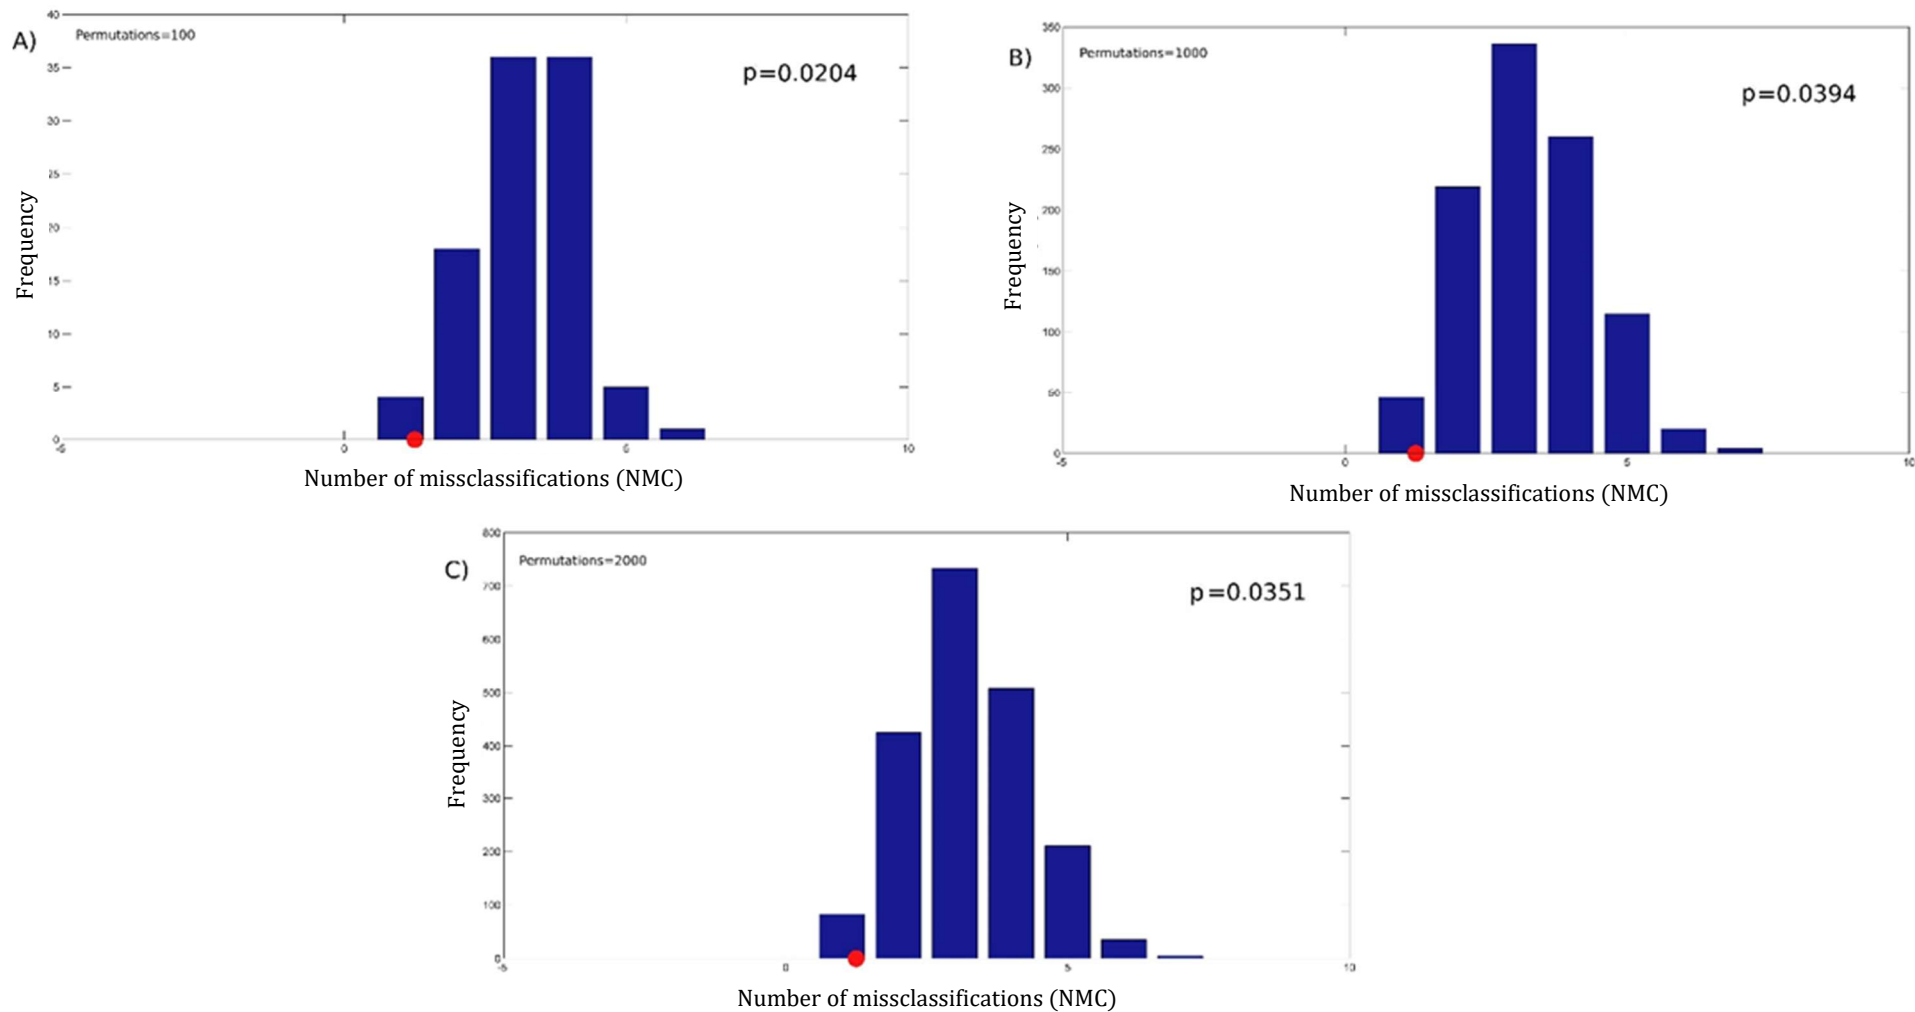 A)
Permutations=100
p=0.0204
40
35
30
25
20
15
10
5
0
-5
0
5
10
Frequency
Number of missclassifications (NMC)
B)
Permutations=1000
p=0.0394
350
300
250
200
150
100
50
0
-5
0
5
10
Frequency
Number of missclassifications (NMC)
C)
Permutations=2000
p=0.0351
800
700
600
500
400
300
200
100
0
-5
0
5
10
Frequency
Number of missclassifications (NMC)